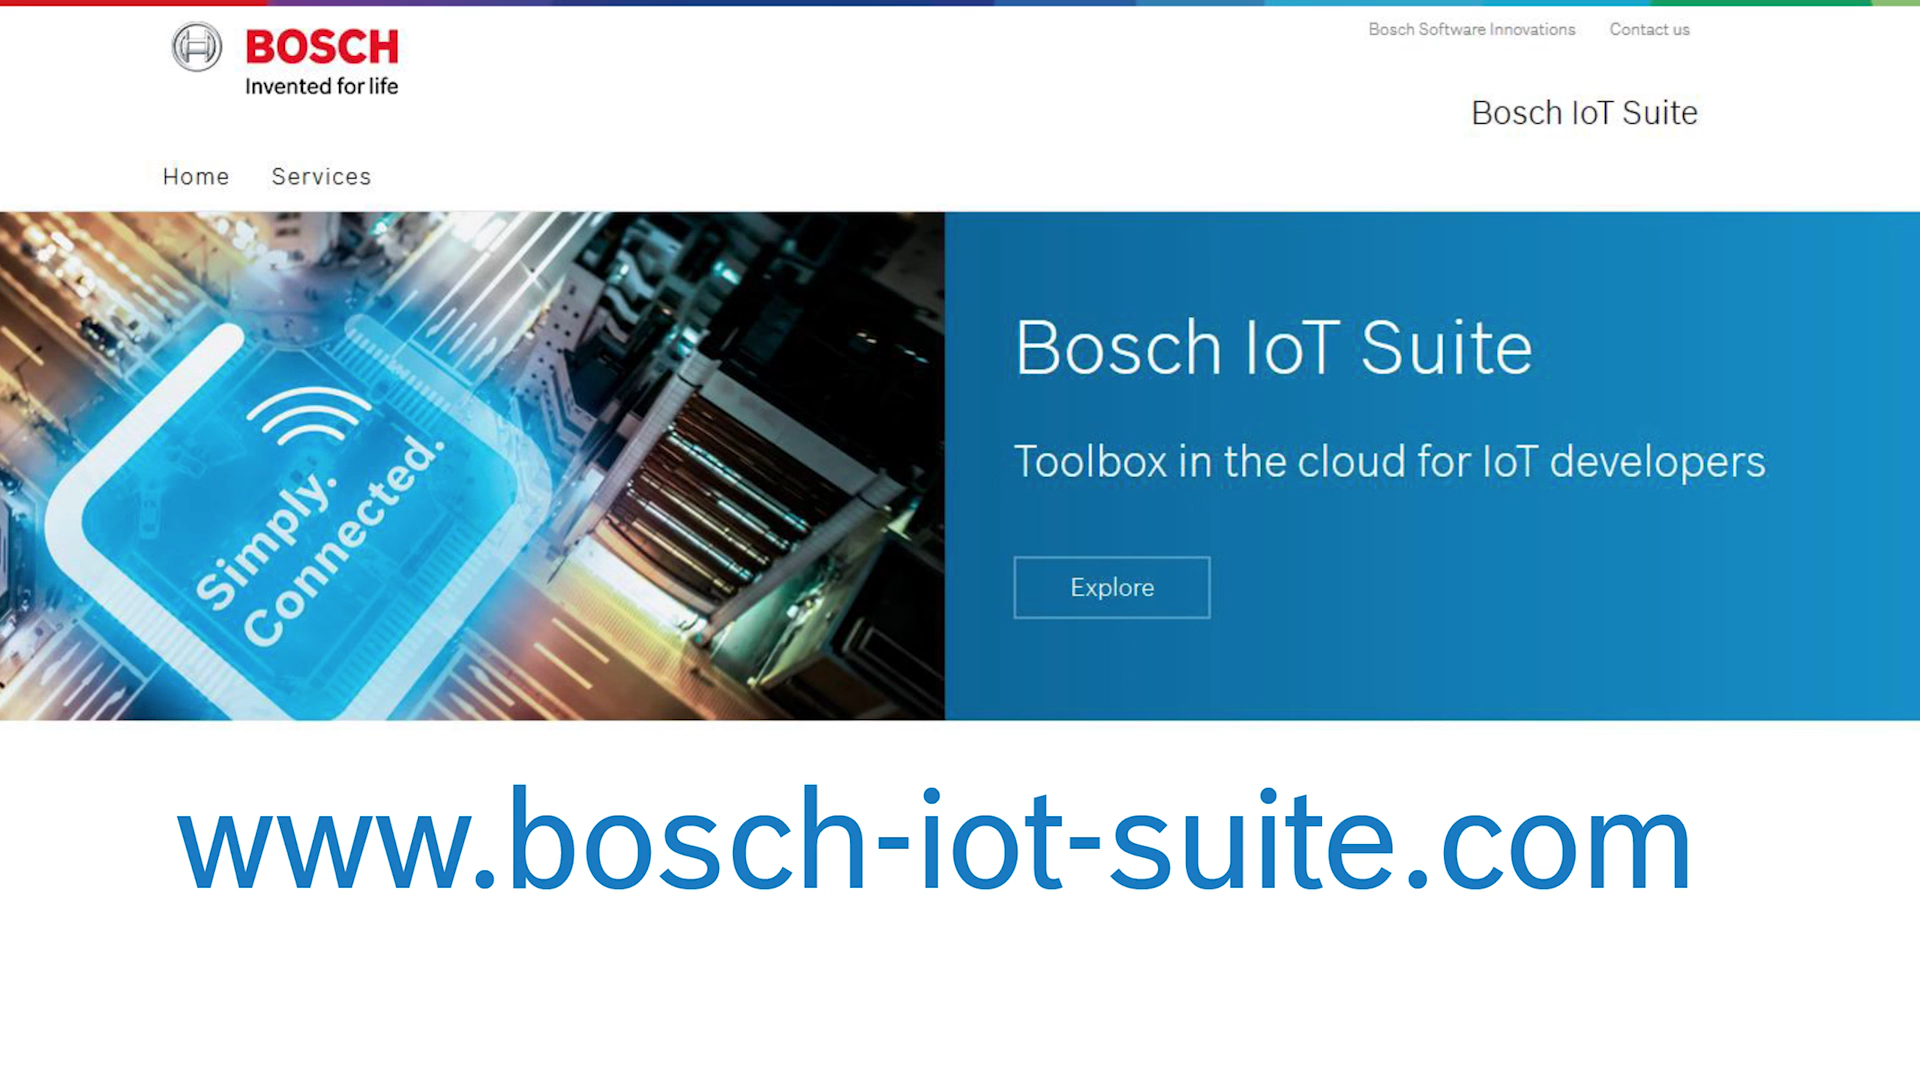 Bosch Software Innovations Contact us
BOSCH
Invented for life
Bosch IoT Suite
Home Services
Simply.
Connected.
Bosch IoT Suite
Toolbox in the cloud for IoT developers
Explore
www.bosch-iot-suite.com